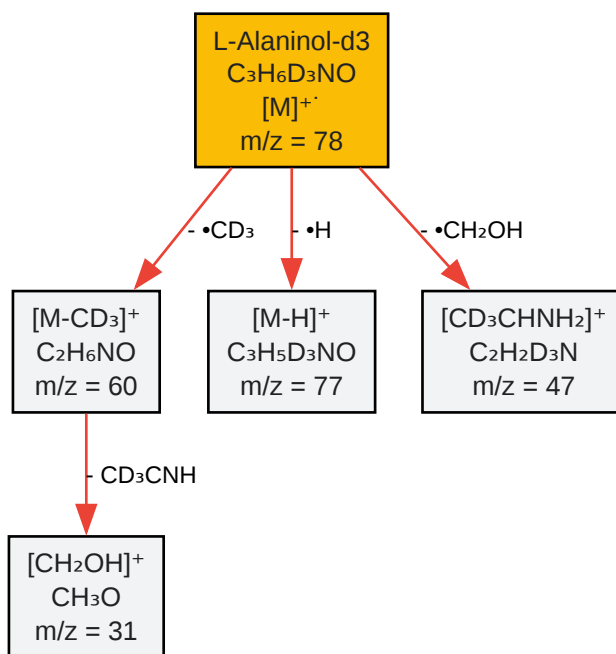 L-Alaninol-d3
C₃H₆D₃NO
[M]⁺˙
m/z = 78
- •CD₃
- •H
- •CH₂OH
[M-CD₃]⁺
C₂H₆NO
m/z = 60
[M-H]⁺
C₃H₅D₃NO
m/z = 77
[CD₃CHNH₂]⁺
C₂H₂D₃N
m/z = 47
- CD₃CNH
[CH₂OH]⁺
CH₃O
m/z = 31